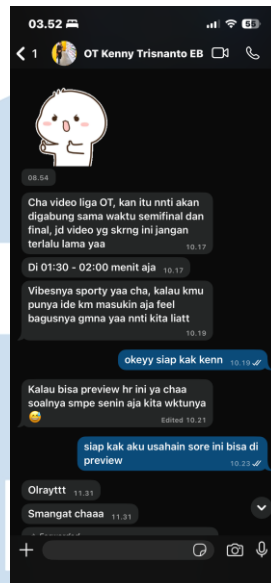 03.52
55
1
OT Kenny Trisnanto EB
08.54
Cha video liga OT, kan itu nnti akan
digabung sama waktu semifinal dan
final, jd video yg skrng ini jangan
terlalu lama yaa
10.17
Di 01:30 - 02:00 menit aja 10.17
Vibesnya sporty yaa cha, kalau kmu
punya ide km masukin aja feel
bagusnya gmna yaa nnti kita liatt
10.19
okeyy siap kak kenn 10.19
Kalau bisa preview hr ini ya chaa
soalnya smpe senin aja kita wktunya
😅
Edited 10.21
siap kak aku usahain sore ini bisa di
preview
10.23
Olrayttt 11.31
Smangat chaaa 11.31
Forwarded